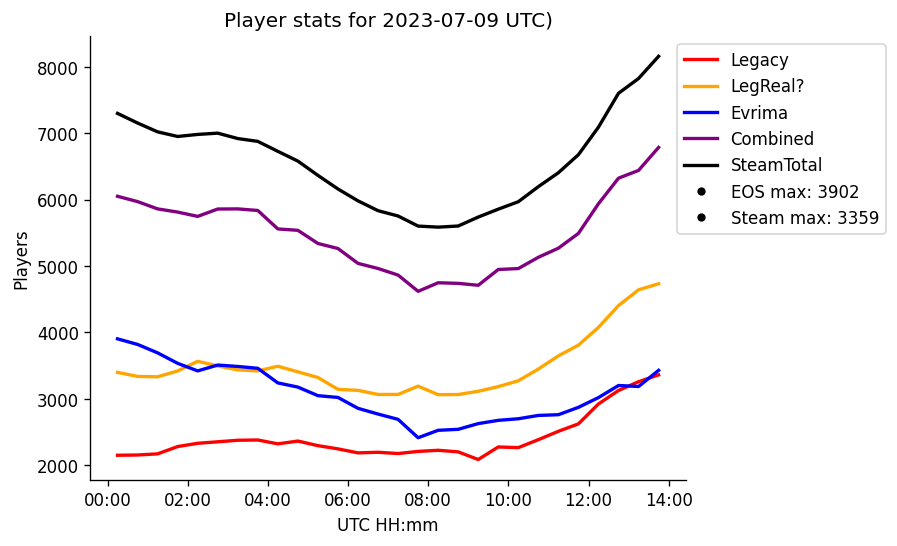 Player stats for 2023-07-09 UTC)
Players
8000
7000
6000
5000
4000
3000
2000
00:00 02:00 04:00 06:00 08:00 10:00 12:00 14:00
UTC HH:mm
Legacy
LegReal?
Evrima
Combined
SteamTotal
EOS max: 3902
Steam max: 3359